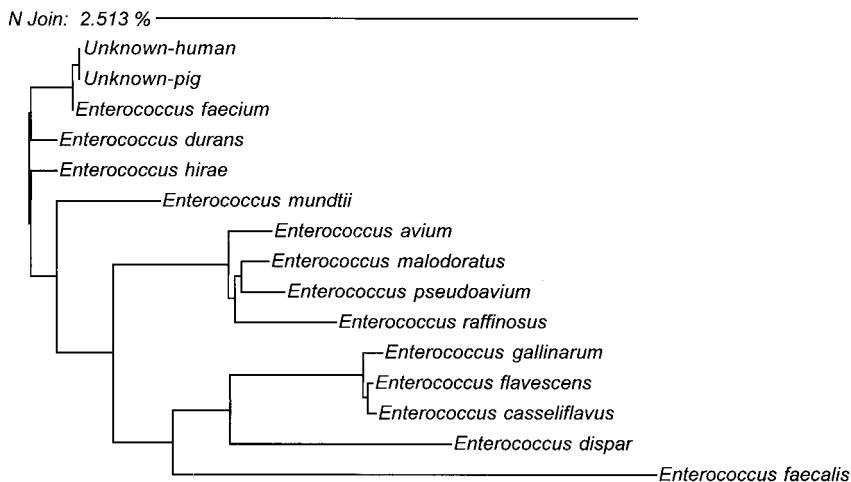 N Join: 2.513 %
Unknown-human
Unknown-pig
Enterococcus faecium
Enterococcus durans
Enterococcus hirae
Enterococcus mundtii
Enterococcus avium
Enterococcus malodoratus
Enterococcus pseudoavium
Enterococcus raffinosus
Enterococcus gallinarum
Enterococcus flavescens
Enterococcus casseliflavus
Enterococcus dispar
Enterococcus faecalis